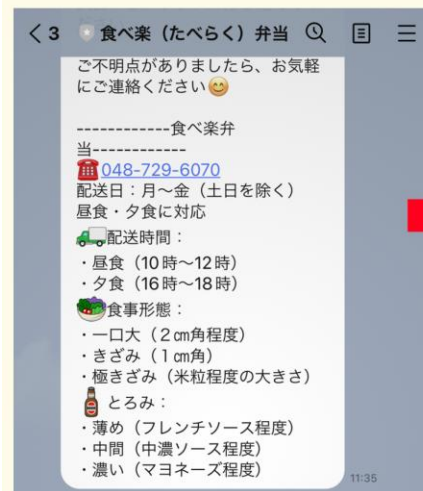 3 食べ楽（たべらく）弁当
ご不明点がありましたら、お気軽
にご連絡ください😊
------------食べ楽弁
当------------
☎️048-729-6070
配送日：月〜金（土日を除く）
昼食・夕食に対応
🚚配送時間：
・昼食（10時〜12時）
・夕食（16時〜18時）
🥗食事形態：
・一口大（２㎝角程度）
・きざみ（１㎝角）
・極きざみ（米粒程度の大きさ）
🍾とろみ：
・薄め（フレンチソース程度）
・中間（中濃ソース程度）
・濃い（マヨネーズ程度）
11:35